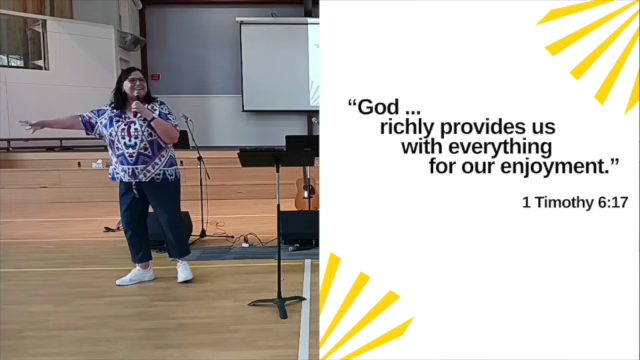 “God ...
richly provides us
with everything
for our enjoyment.”
1 Timothy 6:17